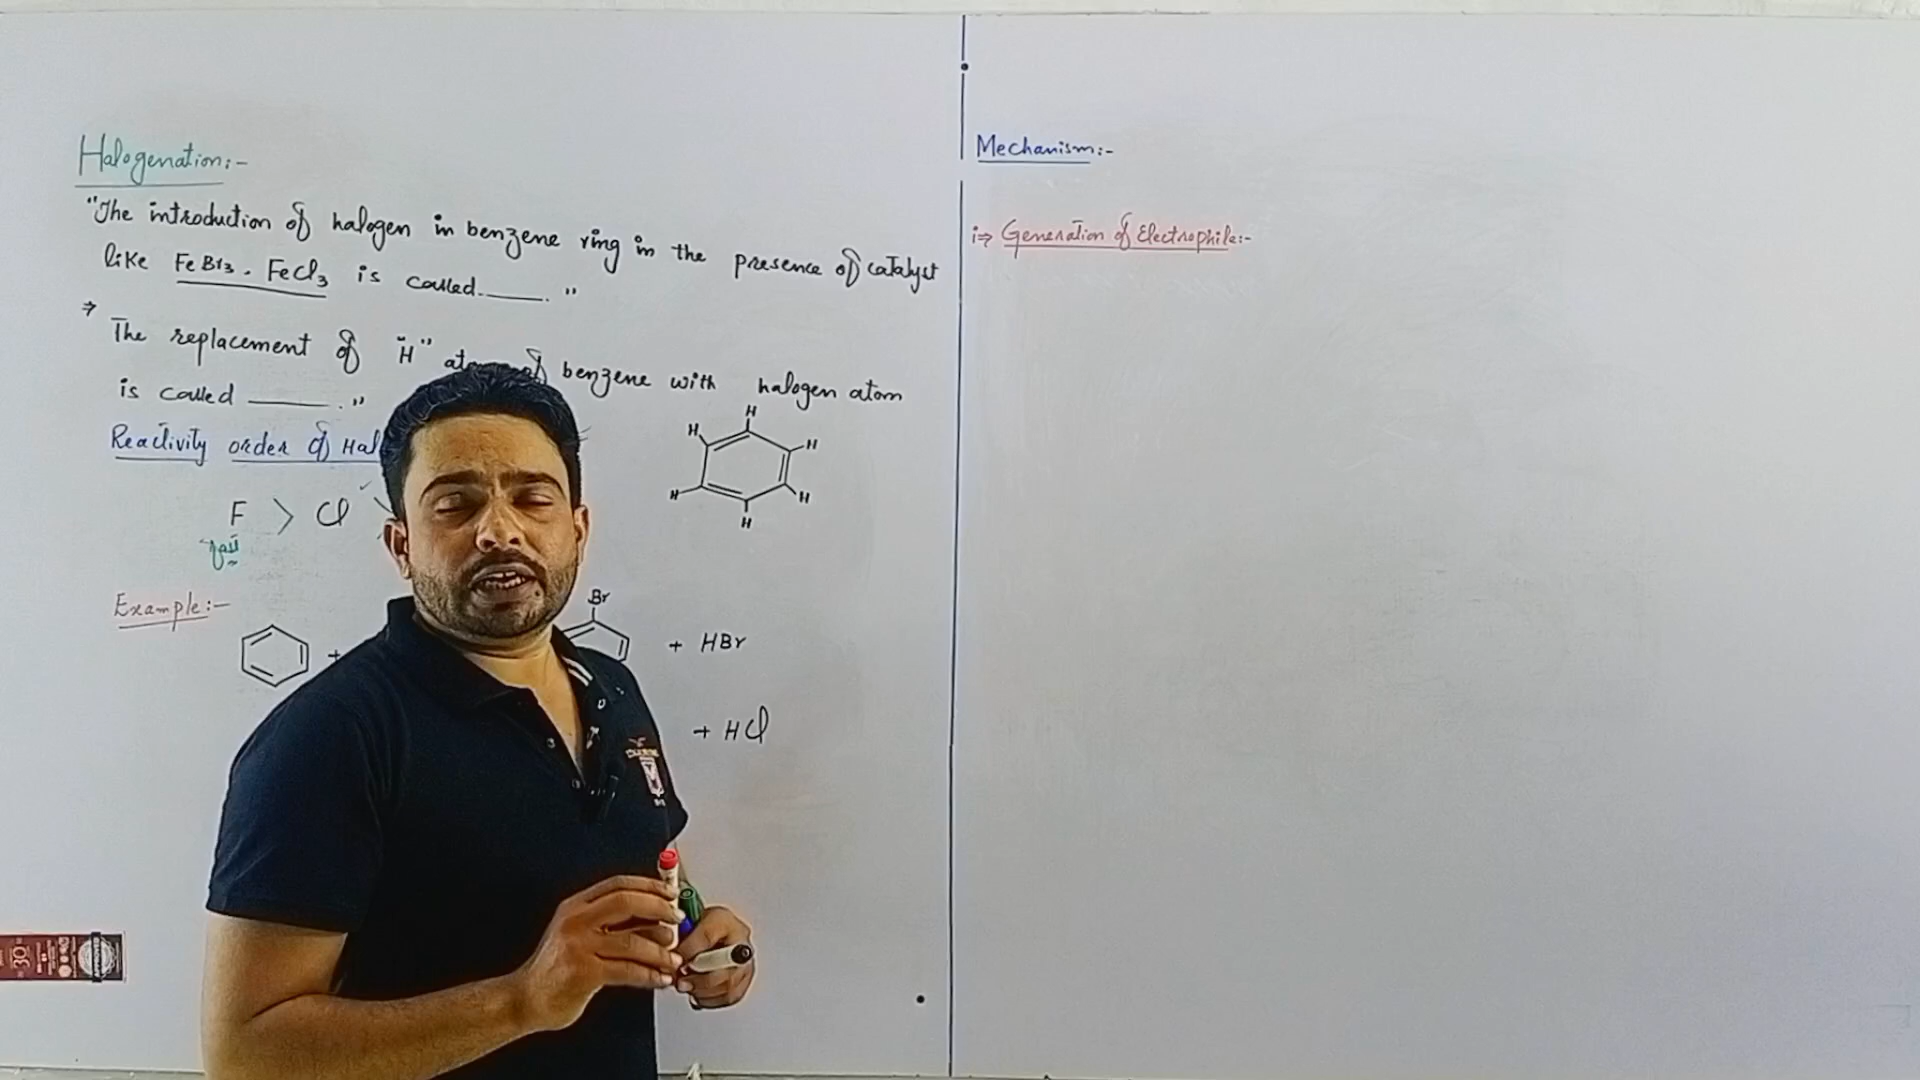 Halogenation:-
"The introduction of halogen in benzene ring in the presence of catalyst
like FeBr3, FeCl3 is called ____."
⇒ The replacement of "H" of benzene with halogen atom
is called ____."
Reactivity order of Hal
F > Cl
fast
H
H
H
H
H
H
Example:-
+
Br
+ HBr
+ HCl
Mechanism:-
i⇒ Generation of Electrophile:-
30